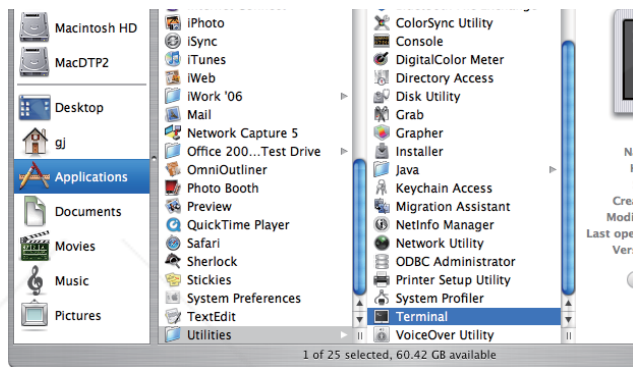 Macintosh HD
MacDTP2
Desktop
gj
Applications
Documents
Movies
Music
Pictures
iPhoto
iSync
iTunes
iWeb
iWork '06
Mail
Network Capture 5
Office 200...Test Drive
OmniOutliner
Photo Booth
Preview
QuickTime Player
Safari
Sherlock
Stickies
System Preferences
TextEdit
Utilities
ColorSync Utility
Console
DigitalColor Meter
Directory Access
Disk Utility
Grab
Grapher
Installer
Java
Keychain Access
Migration Assistant
NetInfo Manager
Network Utility
ODBC Administrator
Printer Setup Utility
System Profiler
Terminal
VoiceOver Utility
N
Crea
Modi
Last ope
Vers
1 of 25 selected, 60.42 GB available